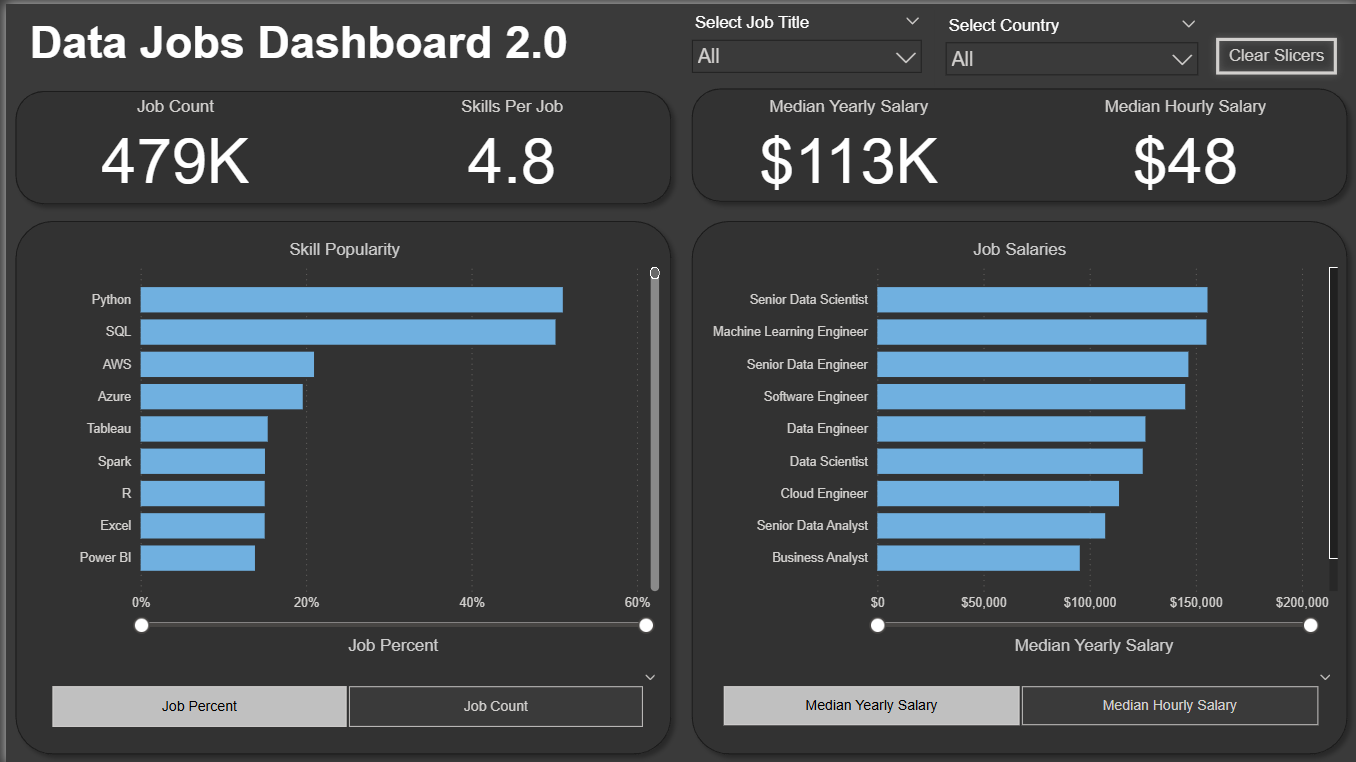 Data Jobs Dashboard 2.0
Select Job Title
All
Select Country
All
Clear Slicers
Job Count
479K
Skills Per Job
4.8
Median Yearly Salary
$113K
Median Hourly Salary
$48
Skill Popularity
Python
SQL
AWS
Azure
Tableau
Spark
R
Excel
Power BI
0% 20% 40% 60%
Job Percent
Job Percent
Job Count
Job Salaries
Senior Data Scientist
Machine Learning Engineer
Senior Data Engineer
Software Engineer
Data Engineer
Data Scientist
Cloud Engineer
Senior Data Analyst
Business Analyst
$0 $50,000 $100,000 $150,000 $200,000
Median Yearly Salary
Median Yearly Salary
Median Hourly Salary